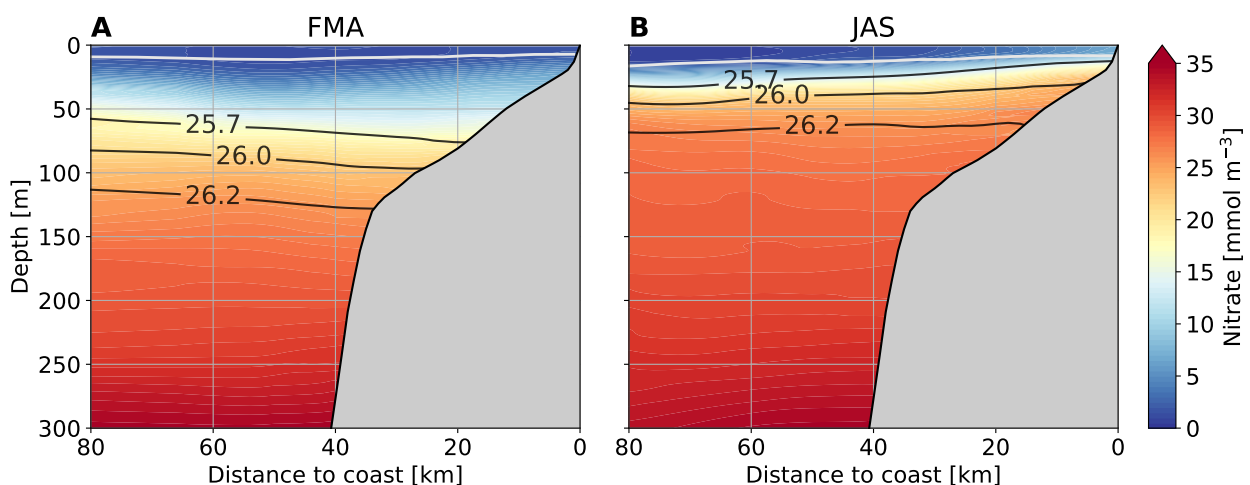 A FMA
B JAS
0
50
100
150
200
250
300
Depth [m]
25.7
26.0
26.2
80 60 40 20 0
Distance to coast [km]
25.7
26.0
26.2
80 60 40 20 0
Distance to coast [km]
35
30
25
20
15
10
5
0
Nitrate [mmol m⁻³]